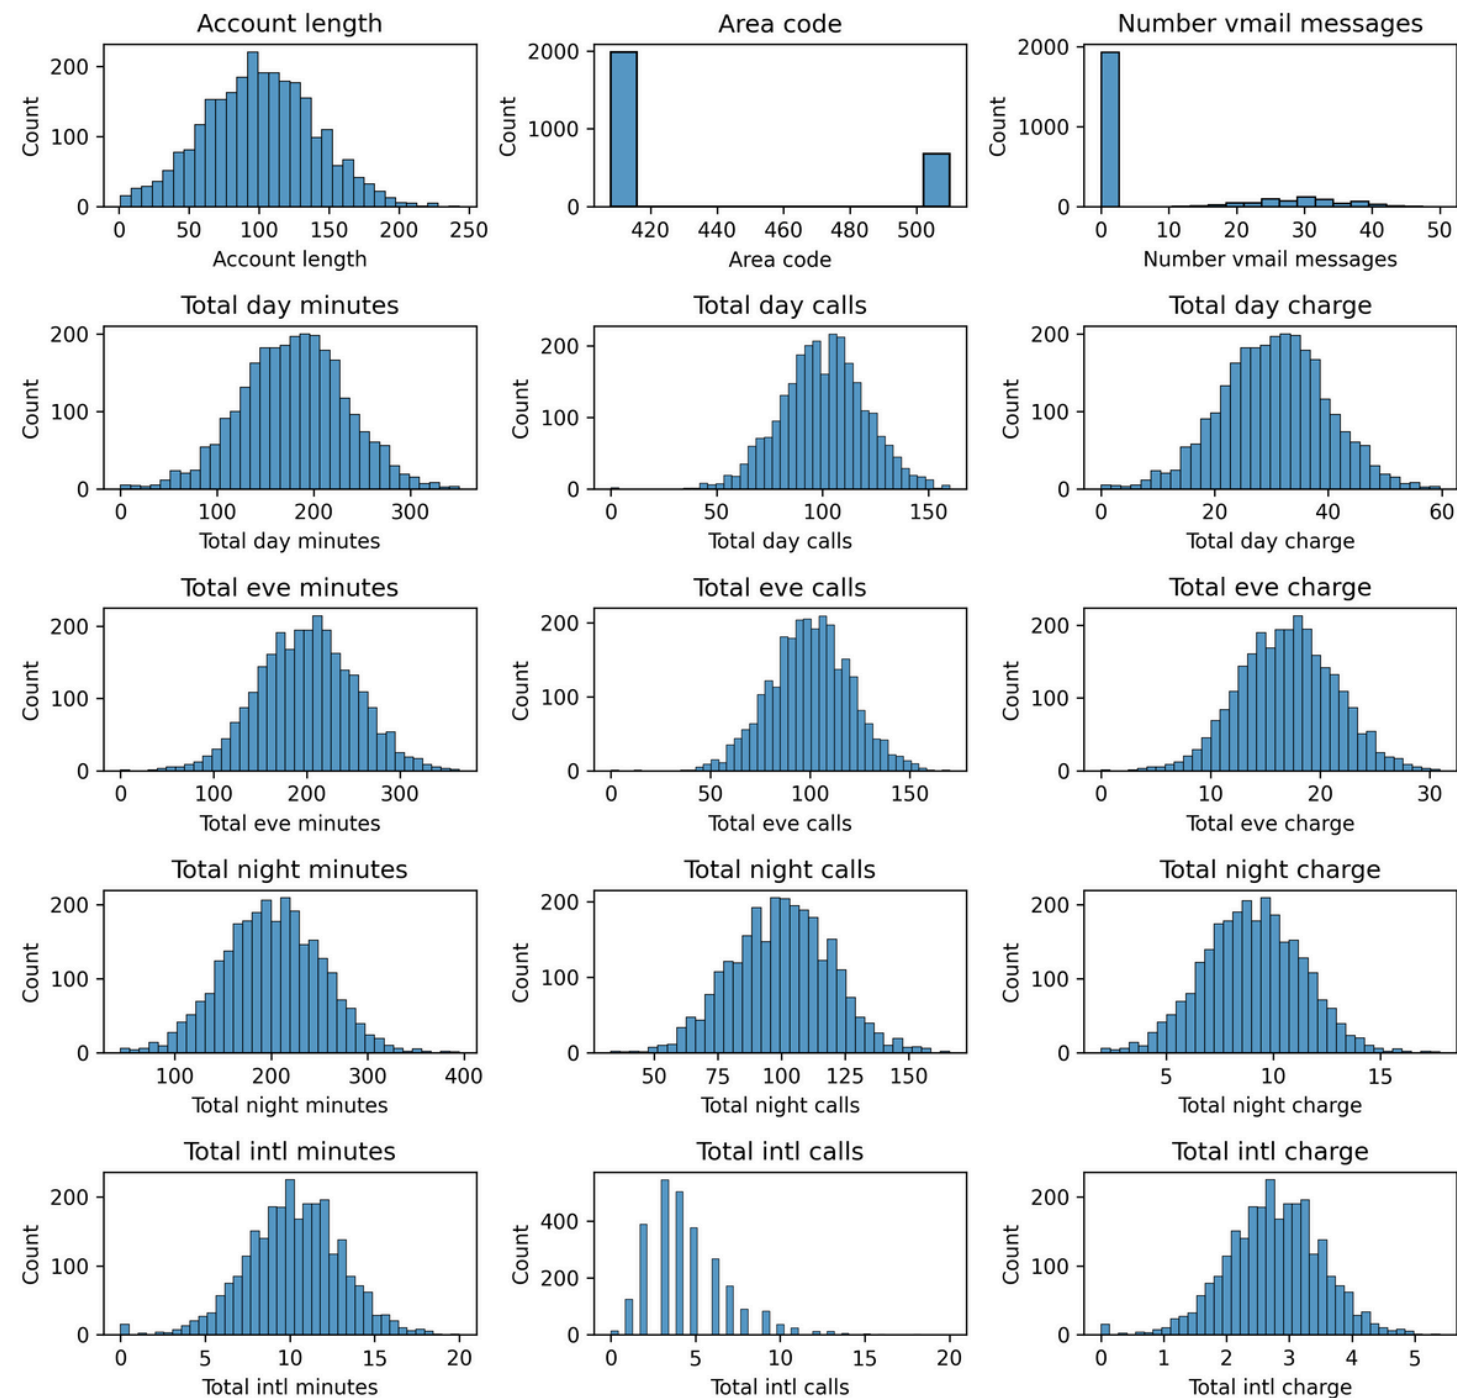 Account length
Area code
Number vmail messages
Count
200
100
0
0 50 100 150 200 250
Account length
Count
2000
1000
0
420 440 460 480 500
Area code
Count
2000
1000
0
0 10 20 30 40 50
Number vmail messages
Total day minutes
Total day calls
Total day charge
Count
200
100
0
0 100 200 300
Total day minutes
Count
200
100
0
0 50 100 150
Total day calls
Count
200
100
0
0 20 40 60
Total day charge
Total eve minutes
Total eve calls
Total eve charge
Count
200
100
0
0 100 200 300
Total eve minutes
Count
200
100
0
0 50 100 150
Total eve calls
Count
200
100
0
0 10 20 30
Total eve charge
Total night minutes
Total night calls
Total night charge
Count
200
100
0
100 200 300 400
Total night minutes
Count
200
100
0
50 75 100 125 150
Total night calls
Count
200
100
0
5 10 15
Total night charge
Total intl minutes
Total intl calls
Total intl charge
Count
200
100
0
0 5 10 15 20
Total intl minutes
Count
400
200
0
0 5 10 15 20
Total intl calls
Count
200
100
0
0 1 2 3 4 5
Total intl charge